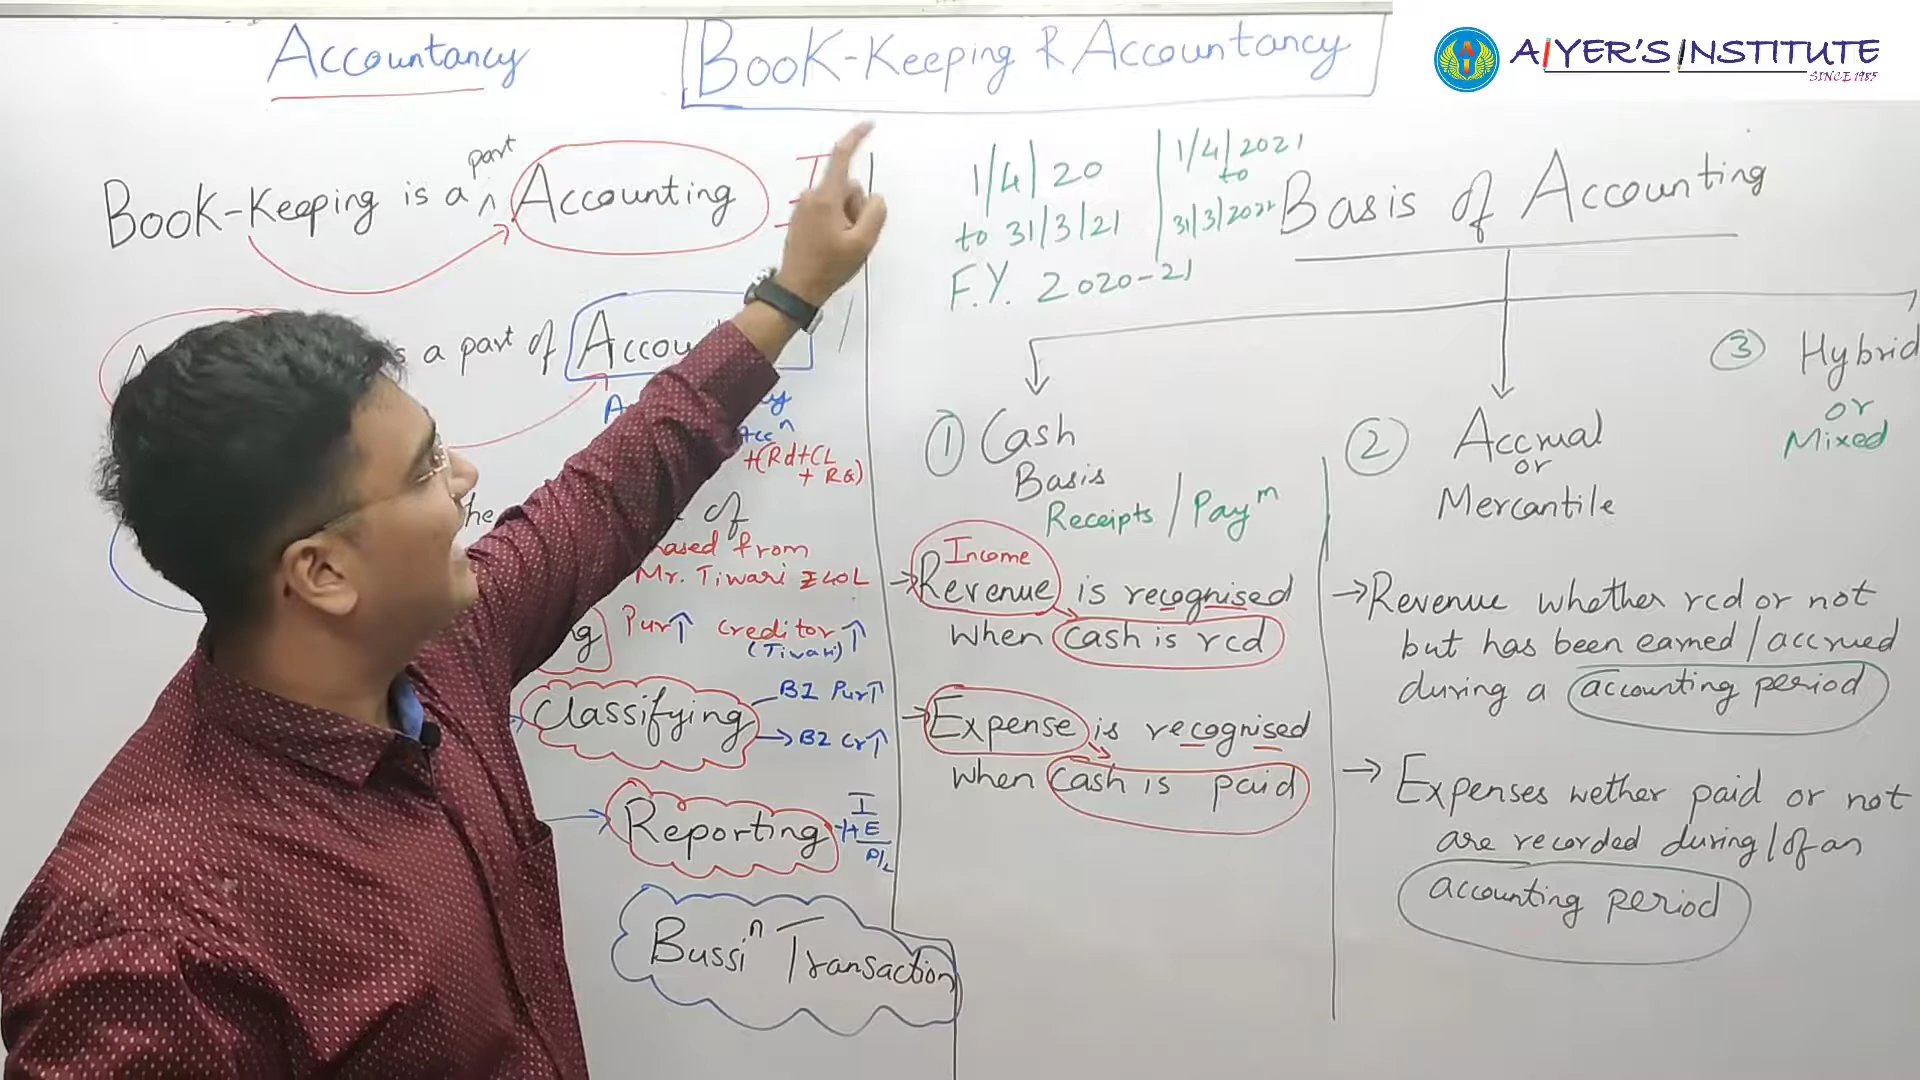 Accountancy
Book-Keeping & Accountancy
AIYER'S INSTITUTE
SINCE 1985
part
Book-Keeping is a ^ Accounting
s a part of Accou
Accn
+(Rd+CL
+ RG)
he of
hased from
Mr. Tiwari
ng Pur↑ Creditor↑
(Tiwari)
Classifying
BI Pur↑
→ B2 Cr↑
Reporting
I
E
P/L
Bussin Transaction
1/4/20
to 31/3/21
F.Y. 2020-21
1/4/2021
to
31/3/2022
Basis of Accounting
① Cash
Basis
Receipts / Paym
→ Income
Revenue is recognised
when cash is rcd
→ Expense is recognised
when cash is paid
② Accrual
or
Mercantile
→ Revenue whether rcd or not
but has been earned / accrued
during a accounting period
→ Expenses wether paid or not
are recorded during / of an
accounting period
③ Hybrid
or
Mixed